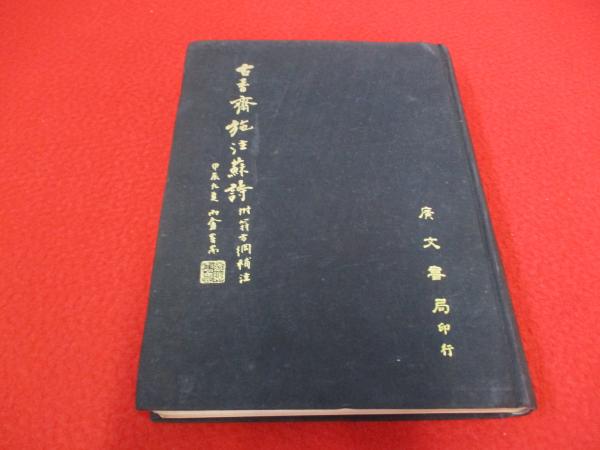 廣文書局印行
古香齋施注蘇詩
附翁方綱補注
甲辰九夏